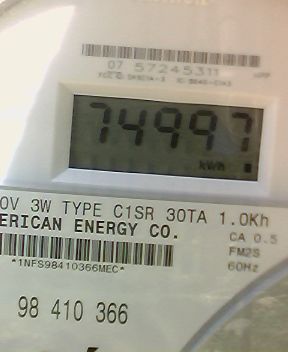 07 57245311
74997
kWh
0V 3W TYPE C1SR 30TA 1.0Kh
ERICAN ENERGY CO.
CA 0.5
FM2S
*1NFS98410366MEC*
60Hz
98 410 366